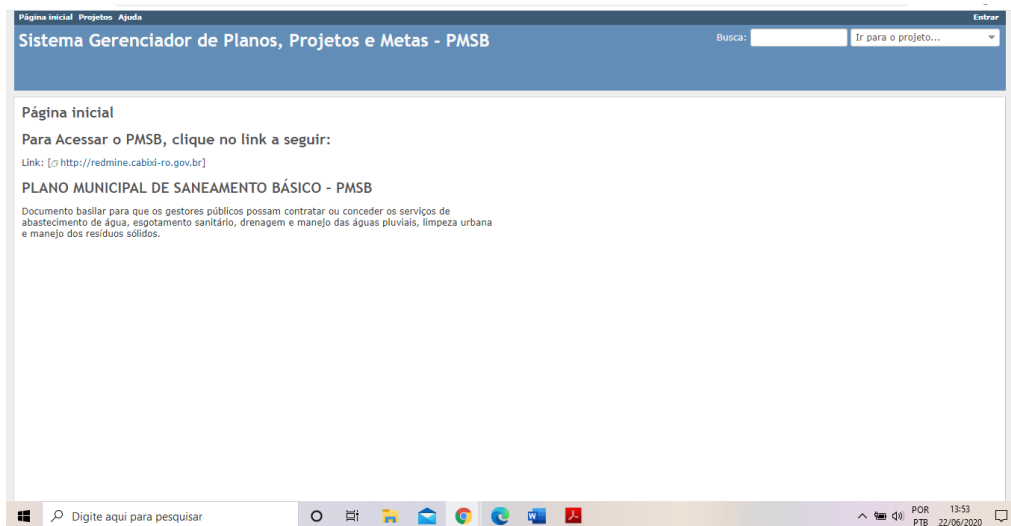 Página inicial Projetos Ajuda
Entrar
Sistema Gerenciador de Planos, Projetos e Metas - PMSB
Busca:
Ir para o projeto...
Página inicial
Para Acessar o PMSB, clique no link a seguir:
Link: [http://redmine.cabixi-ro.gov.br]
PLANO MUNICIPAL DE SANEAMENTO BÁSICO - PMSB
Documento basilar para que os gestores públicos possam contratar ou conceder os serviços de
abastecimento de água, esgotamento sanitário, drenagem e manejo das águas pluviais, limpeza urbana
e manejo dos resíduos sólidos.
Digite aqui para pesquisar
POR 13:53
PTB 22/06/2020